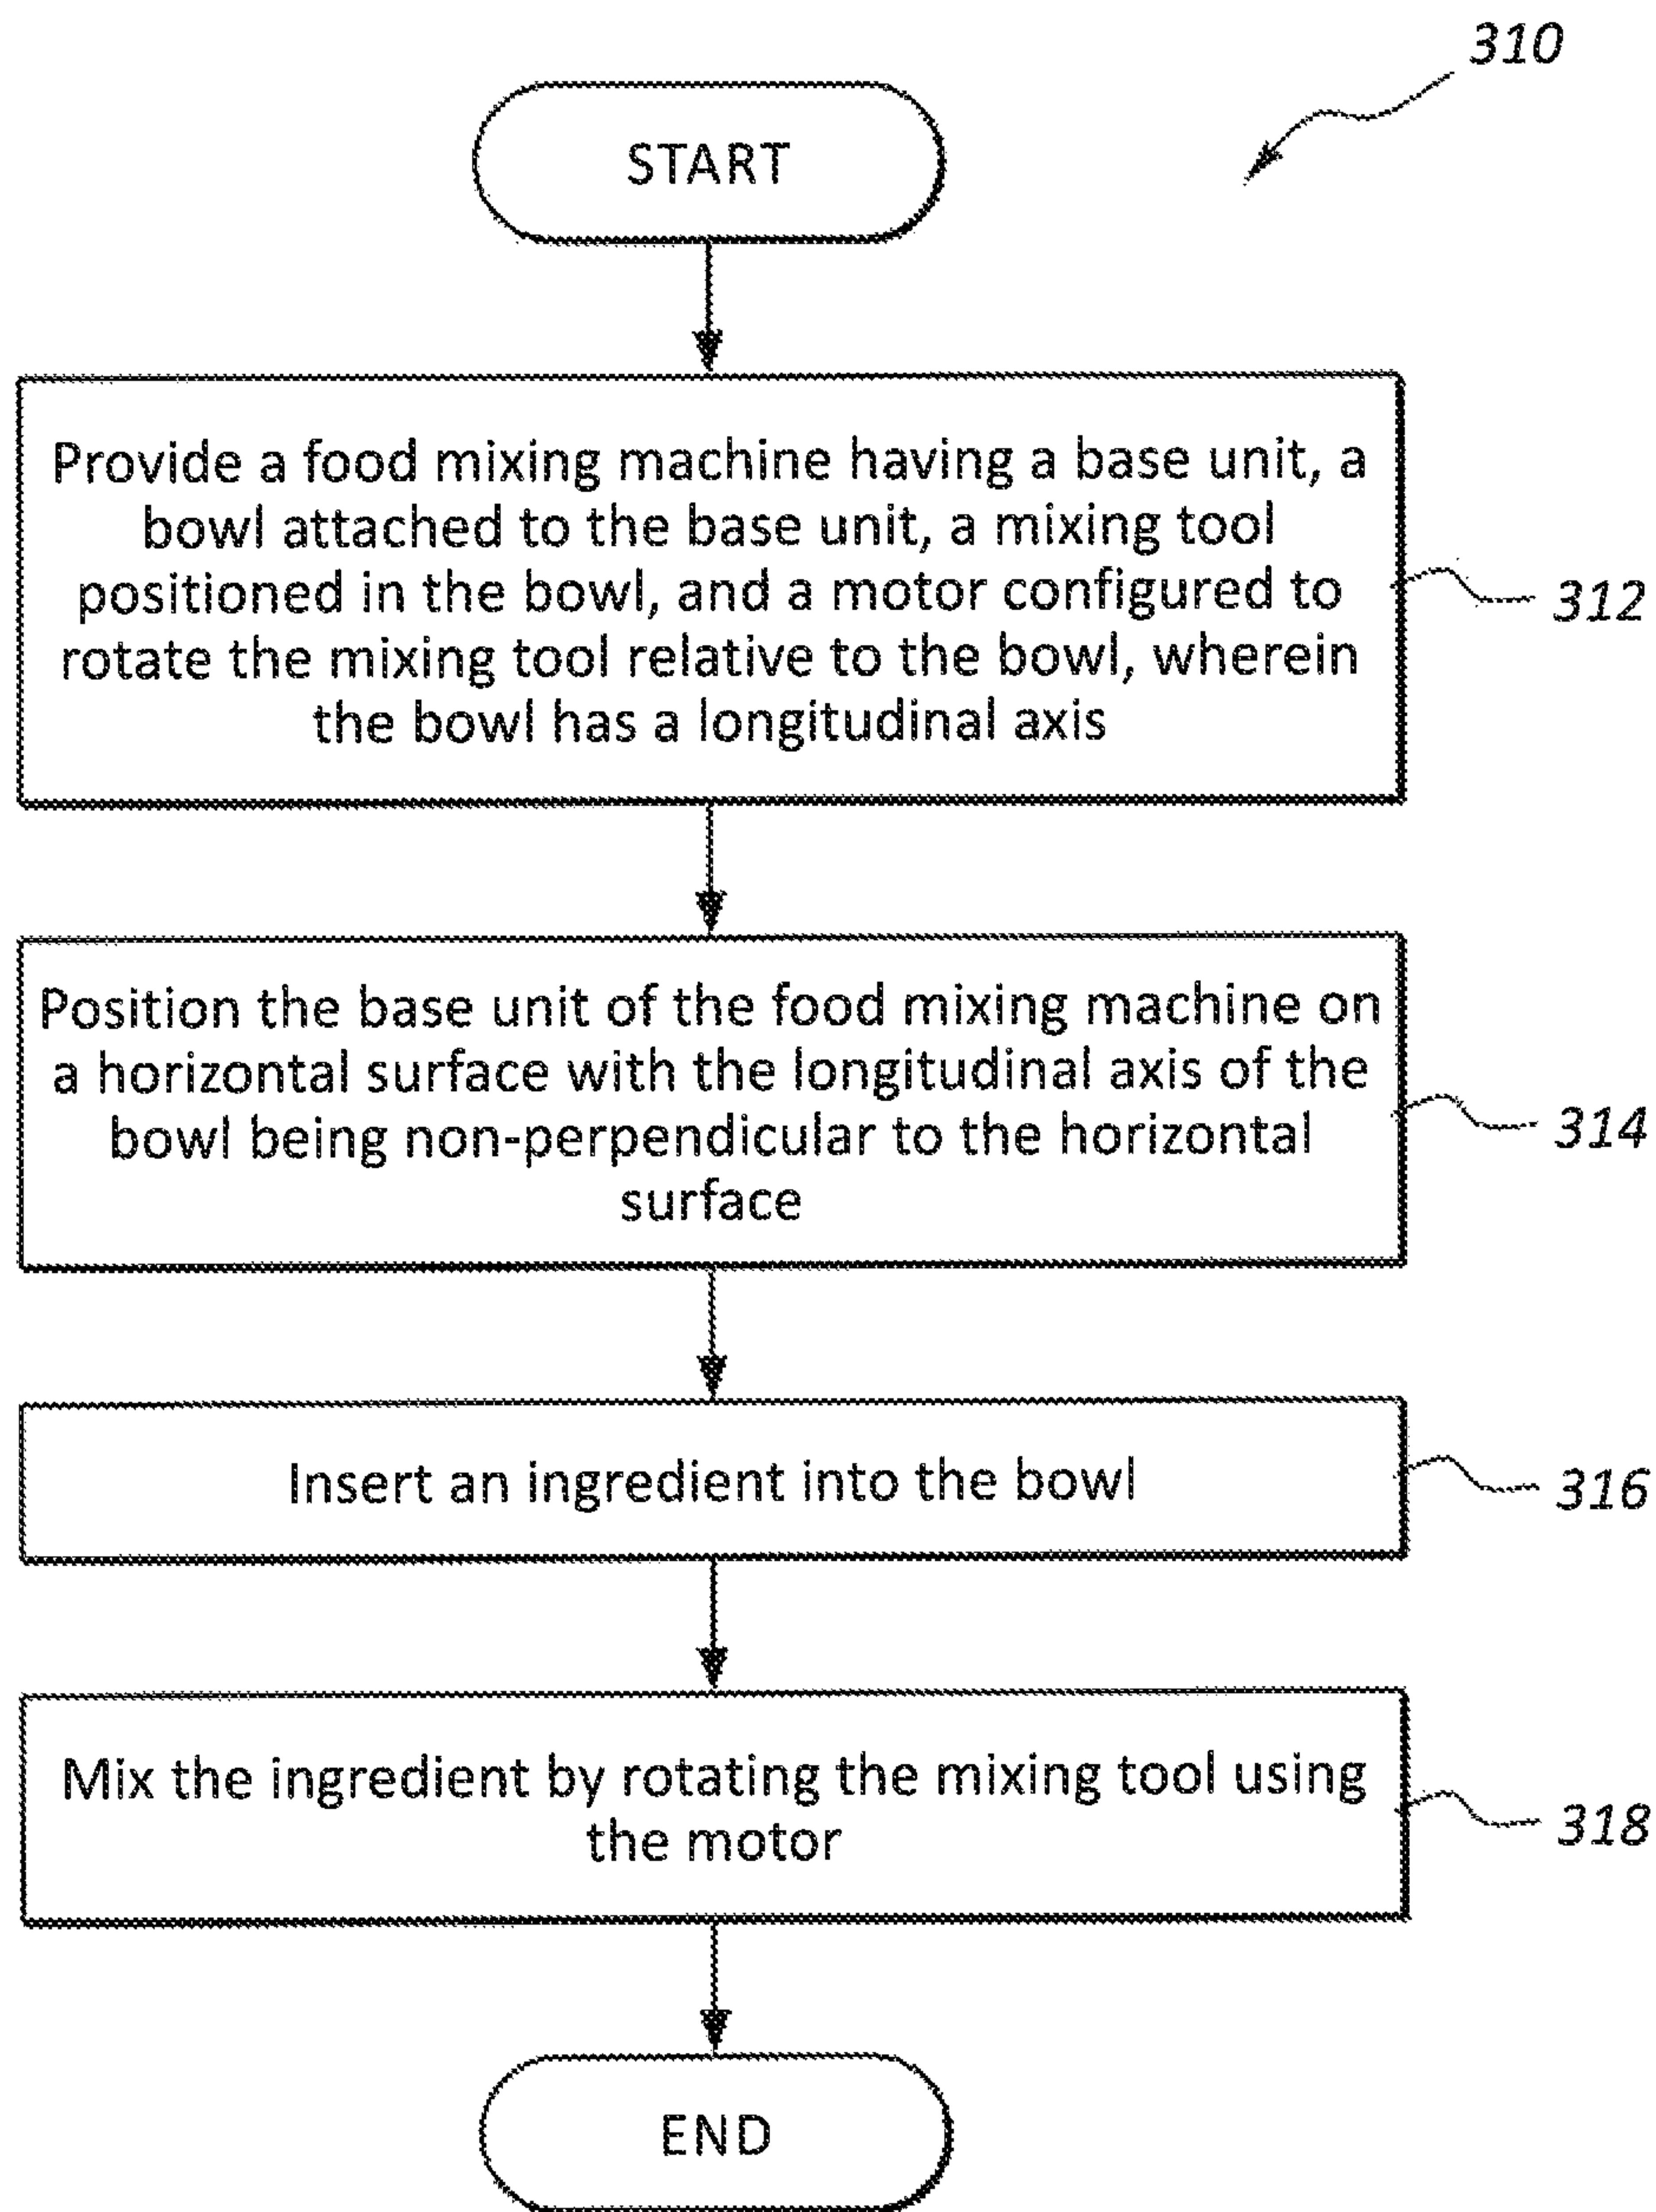 310
START
Provide a food mixing machine having a base unit, a
bowl attached to the base unit, a mixing tool
positioned in the bowl, and a motor configured to
rotate the mixing tool relative to the bowl, wherein
the bowl has a longitudinal axis
312
Position the base unit of the food mixing machine on
a horizontal surface with the longitudinal axis of the
bowl being non-perpendicular to the horizontal
surface
314
Insert an ingredient into the bowl
316
Mix the ingredient by rotating the mixing tool using
the motor
318
END